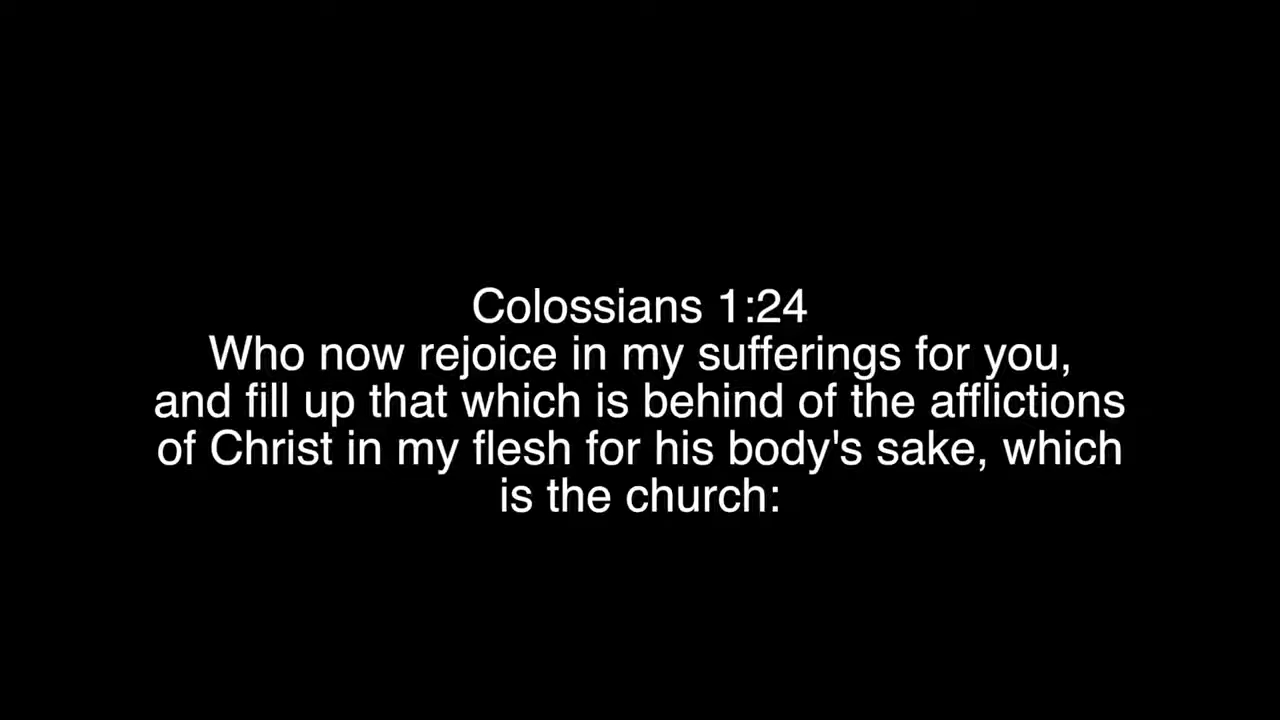 Colossians 1:24
Who now rejoice in my sufferings for you,
and fill up that which is behind of the afflictions
of Christ in my flesh for his body's sake, which
is the church: